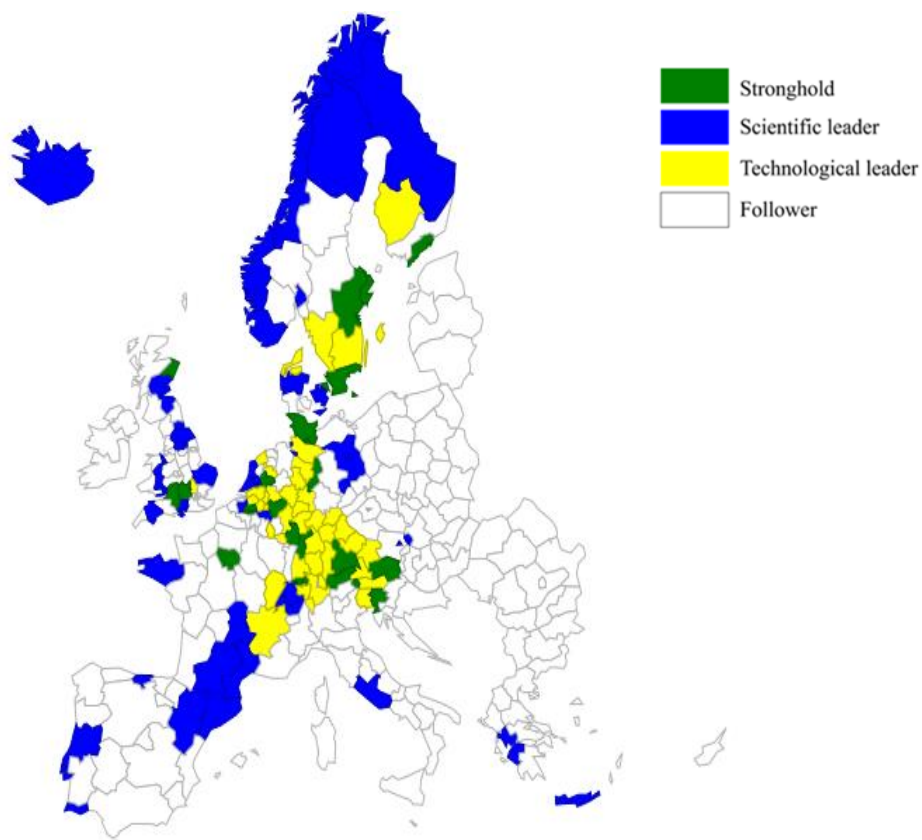 Stronghold
Scientific leader
Technological leader
Follower